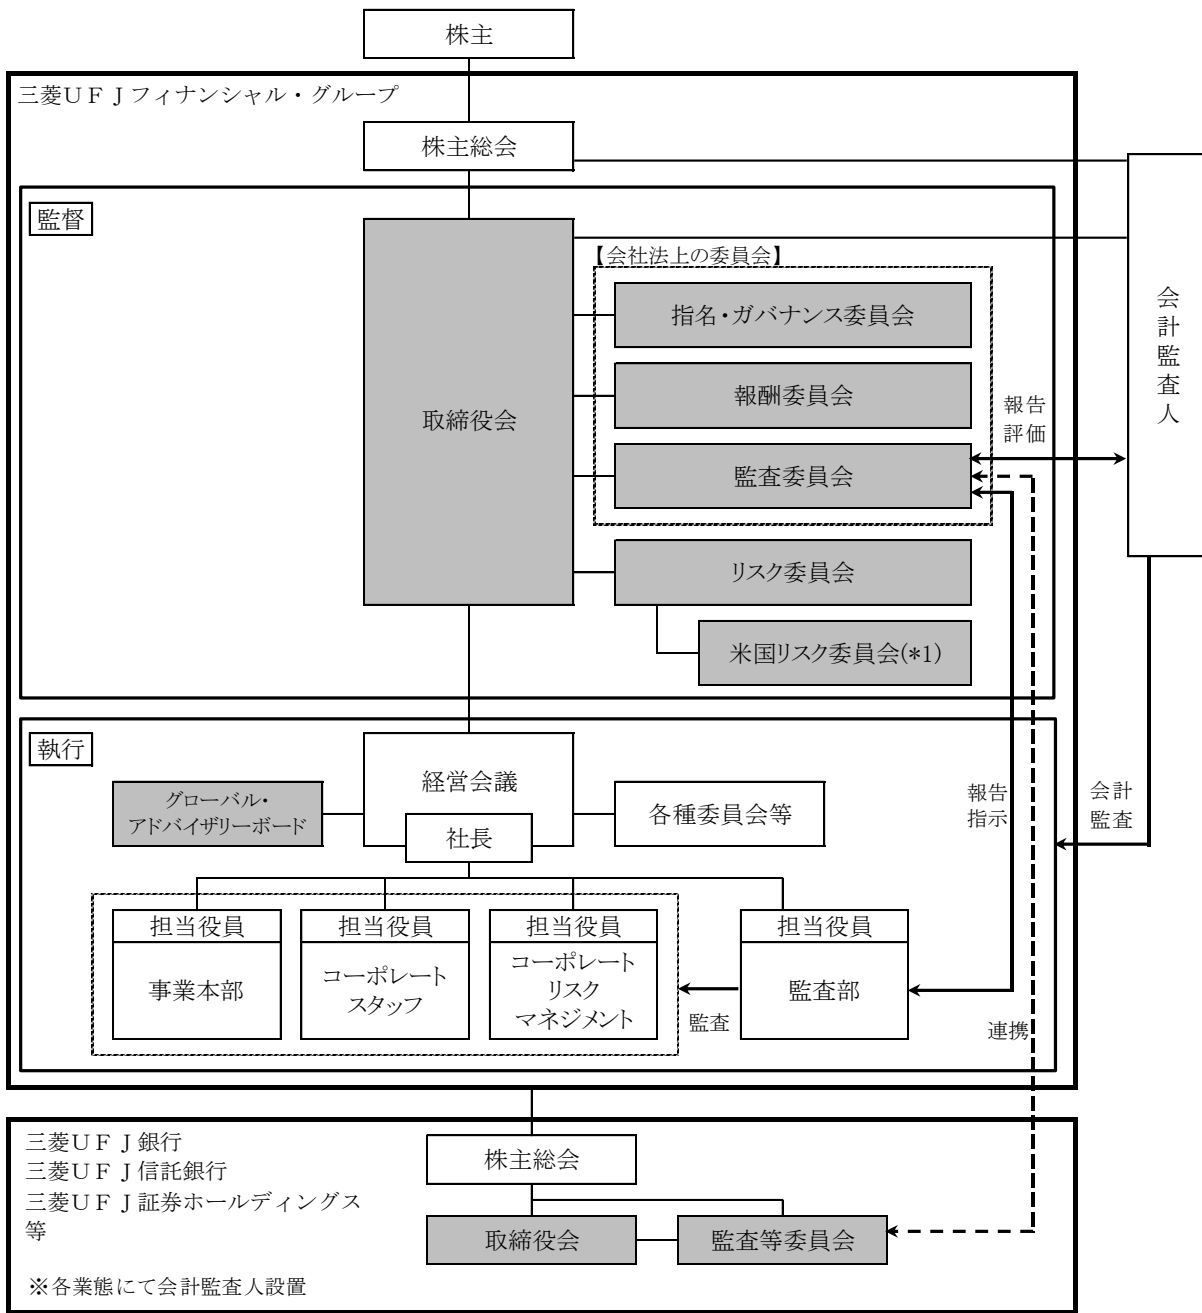 株主
三菱ＵＦＪフィナンシャル・グループ
株主総会
監督
取締役会
【会社法上の委員会】
指名・ガバナンス委員会
報酬委員会
監査委員会
リスク委員会
米国リスク委員会(*1)
報告
評価
会計監査人
執行
経営会議
社長
グローバル・
アドバイザリーボード
各種委員会等
報告
指示
会計
監査
担当役員
事業本部
担当役員
コーポレート
スタッフ
担当役員
コーポレート
リスク
マネジメント
監査
担当役員
監査部
連携
三菱ＵＦＪ銀行
三菱ＵＦＪ信託銀行
三菱ＵＦＪ証券ホールディングス
等
株主総会
取締役会
監査等委員会
※各業態にて会計監査人設置